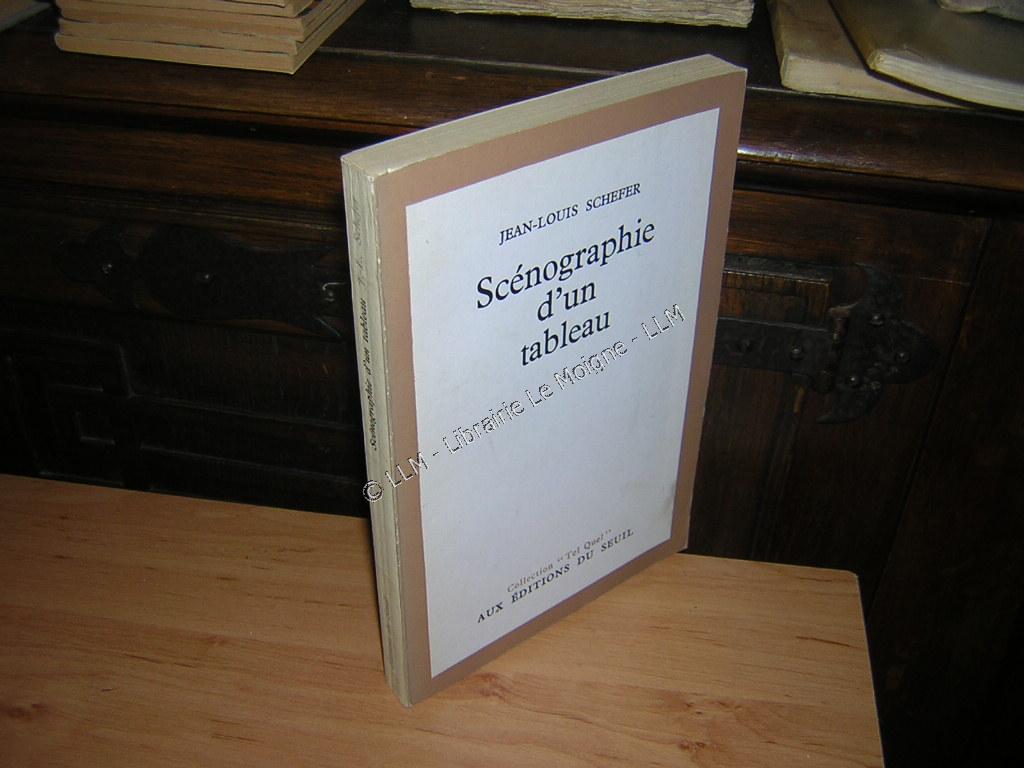 JEAN-LOUIS SCHEFER
Scénographie
d'un
tableau
Collection "Tel Quel"
AUX ÉDITIONS DU SEUIL
Scénographie d'un tableau J.-L. Schefer
© LLM - Librairie Le Moigne - LLM